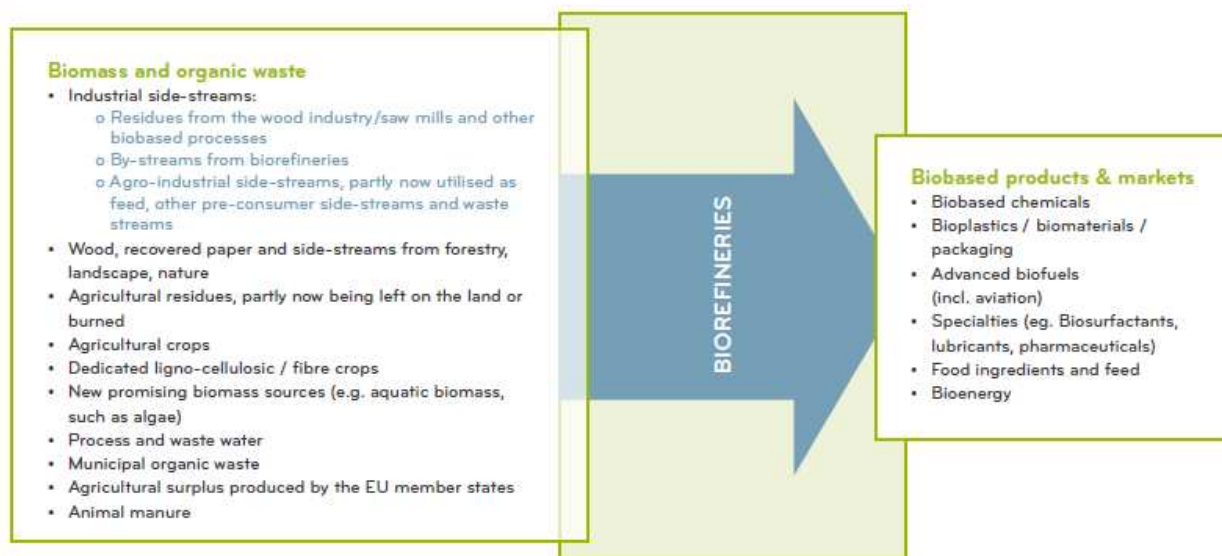 Biomass and organic waste
• Industrial side-streams:
o Residues from the wood industry/saw mills and other
biobased processes
o By-streams from biorefineries
o Agro-industrial side-streams, partly now utilised as
feed, other pre-consumer side-streams and waste
streams
• Wood, recovered paper and side-streams from forestry,
landscape, nature
• Agricultural residues, partly now being left on the land or
burned
• Agricultural crops
• Dedicated ligno-cellulosic / fibre crops
• New promising biomass sources (e.g. aquatic biomass,
such as algae)
• Process and waste water
• Municipal organic waste
• Agricultural surplus produced by the EU member states
• Animal manure
BIOREFINERIES
Biobased products & markets
• Biobased chemicals
• Bioplastics / biomaterials /
packaging
• Advanced biofuels
(incl. aviation)
• Specialties (eg. Biosurfactants,
lubricants, pharmaceuticals)
• Food ingredients and feed
• Bioenergy